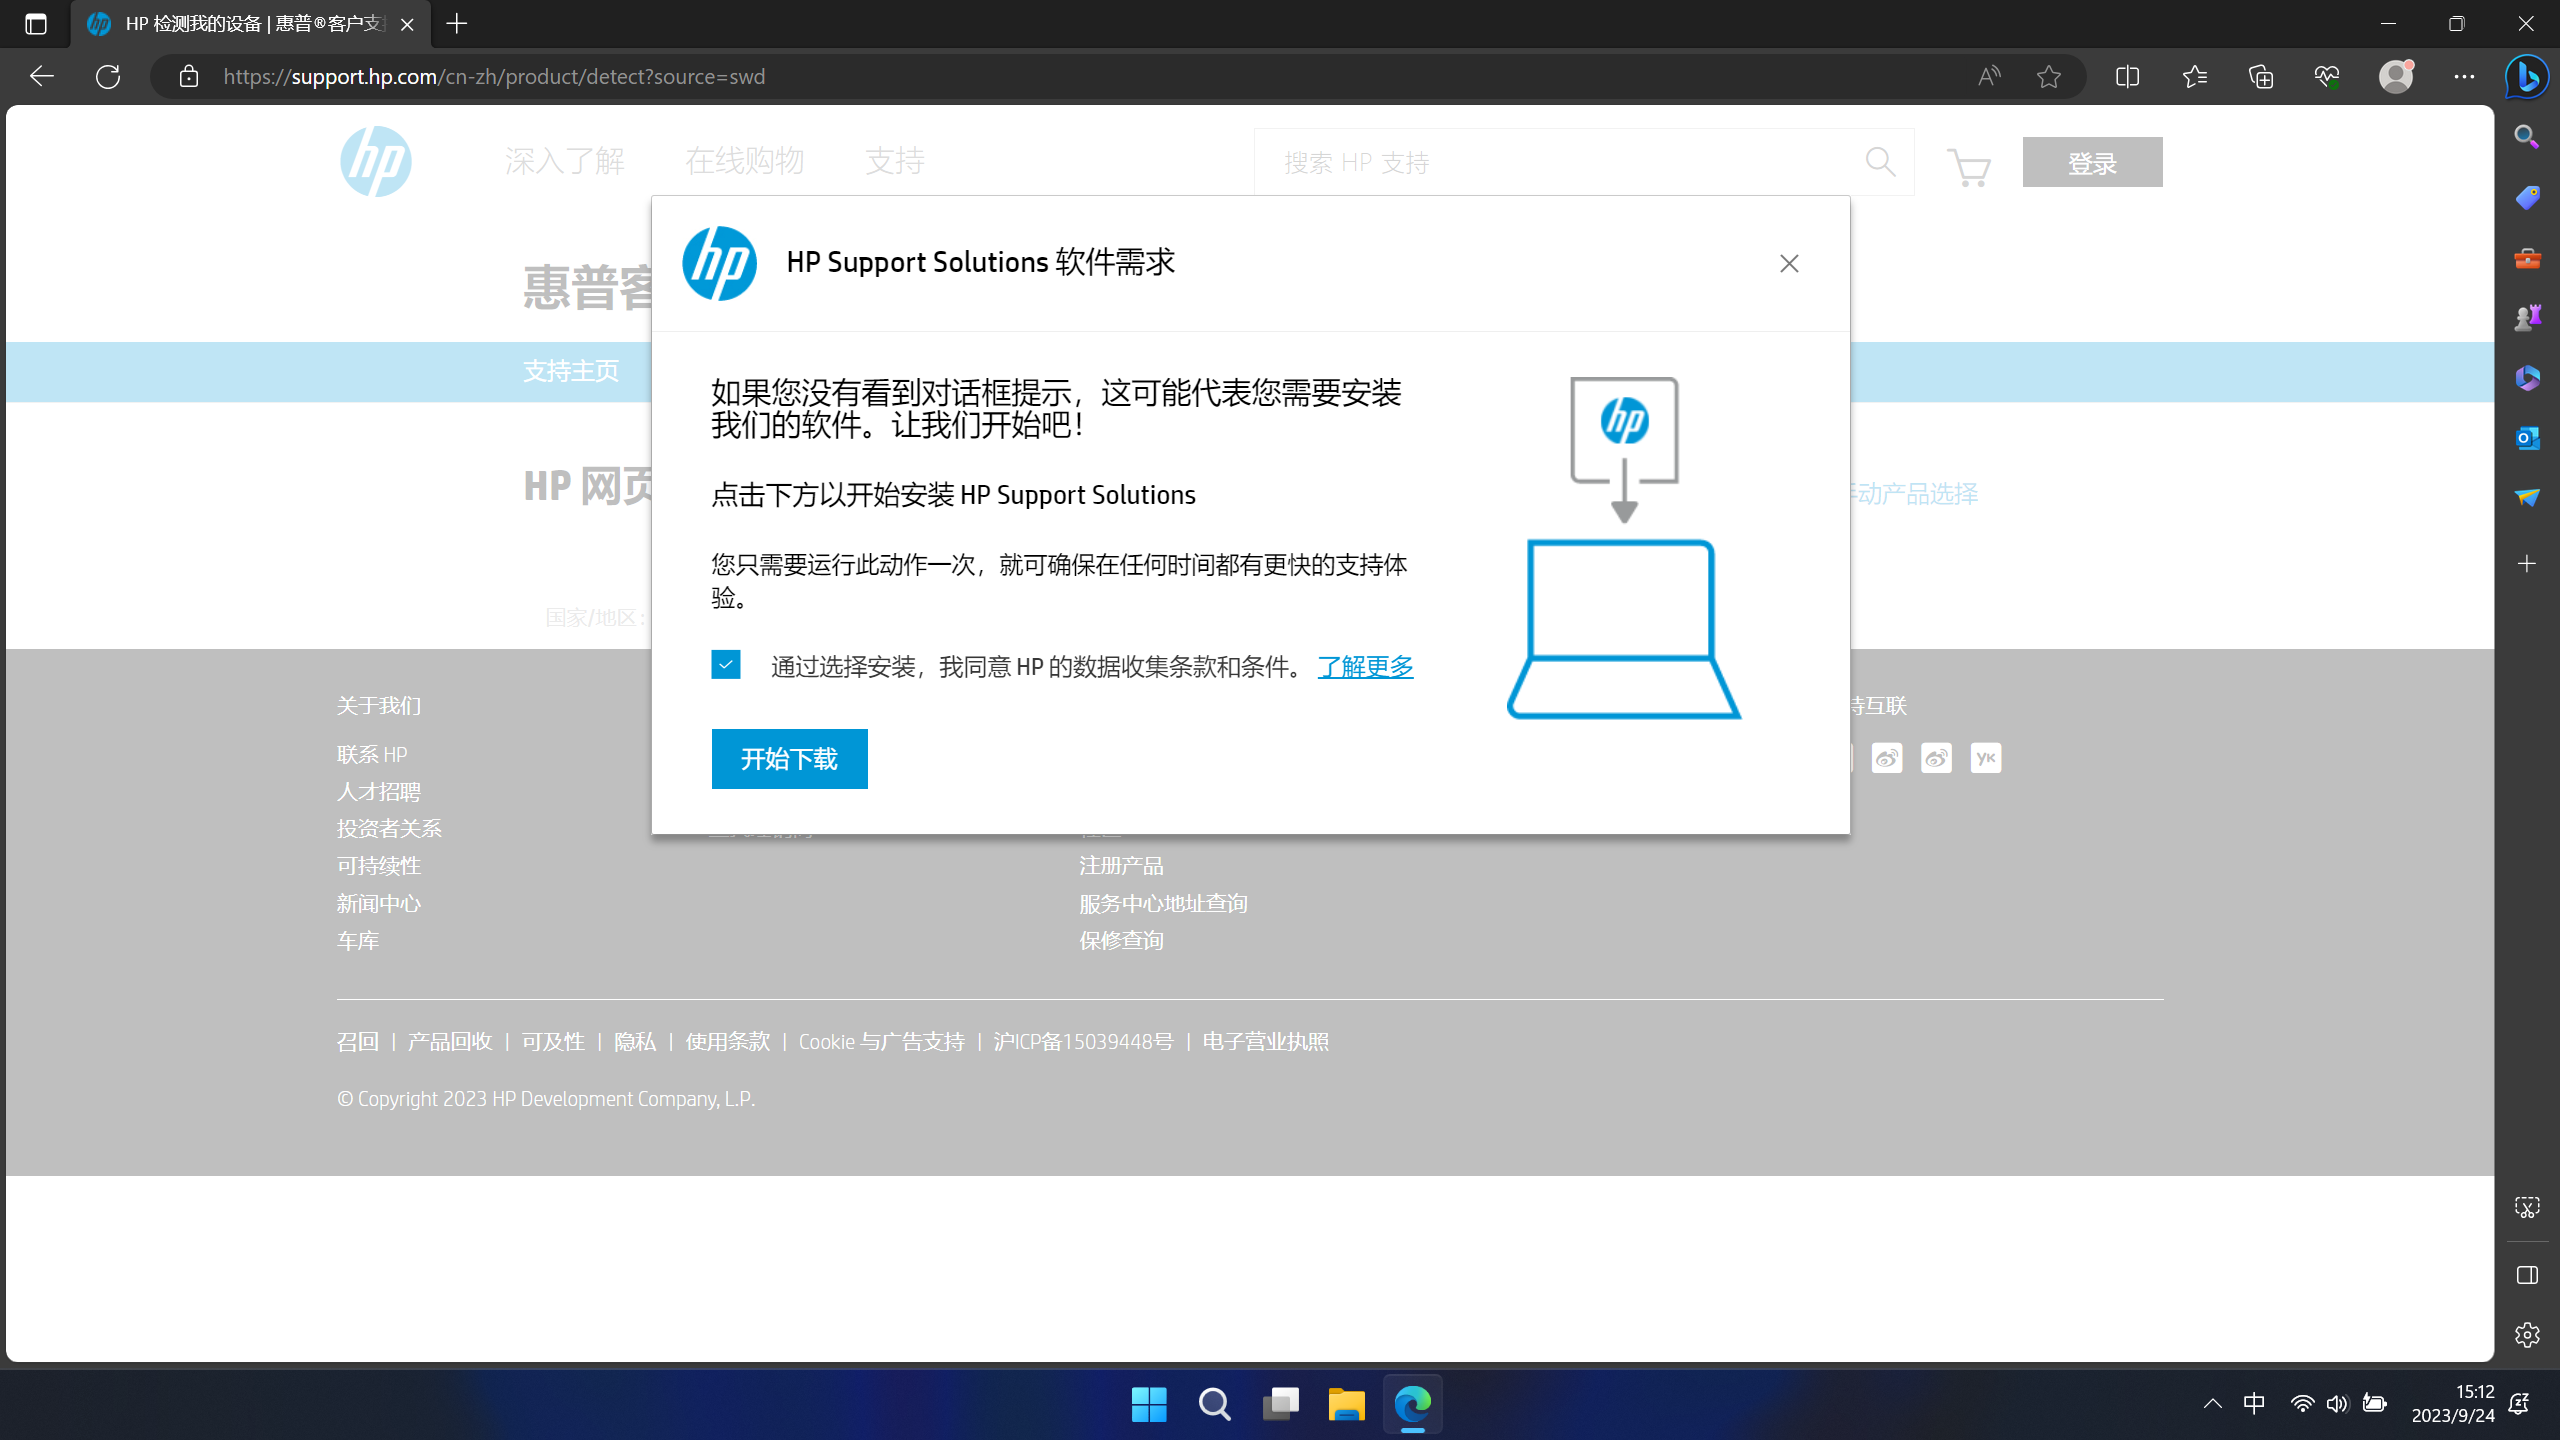 HP 检测我的设备 | 惠普®客户支
https://support.hp.com/cn-zh/product/detect?source=swd
hp
深入了解
在线购物
支持
搜索 HP 支持
登录
惠普客
支持主页
HP 网页
手动产品选择
国家/地区：
hp
HP Support Solutions 软件需求
如果您没有看到对话框提示，这可能代表您需要安装
我们的软件。让我们开始吧！
点击下方以开始安装 HP Support Solutions
您只需要运行此动作一次，就可确保在任何时间都有更快的支持体
验。
通过选择安装，我同意 HP 的数据收集条款和条件。 了解更多
开始下载
hp
关于我们
联系 HP
人才招聘
投资者关系
可持续性
新闻中心
车库
注册产品
服务中心地址查询
保修查询
持互联
YK
召回 | 产品回收 | 可及性 | 隐私 | 使用条款 | Cookie 与广告支持 | 沪ICP备15039448号 | 电子营业执照
© Copyright 2023 HP Development Company, L.P.
中
15:12
2023/9/24